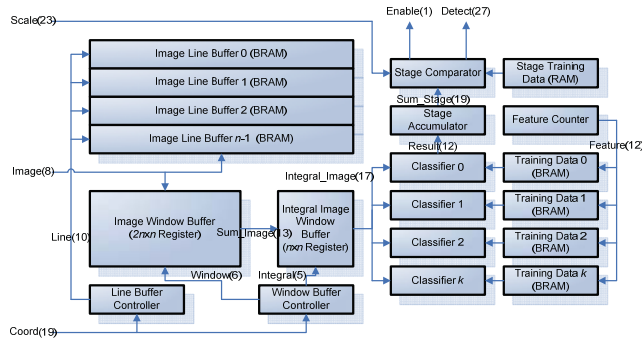 Enable(1)
Detect(27)
Scale(23)
Image Line Buffer 0 (BRAM)
Image Line Buffer 1 (BRAM)
Image Line Buffer 2 (BRAM)
Image Line Buffer n-1 (BRAM)
Stage Comparator
Stage Training
Data (RAM)
Sum_Stage(19)
Stage
Accumulator
Feature Counter
Result(12)
Feature(12)
Image(8)
Integral_Image(17)
Classifier 0
Training Data 0
(BRAM)
Image Window Buffer
(2nxn Register)
Sum_Image(13)
Integral Image
Window
Buffer
(nxn Register)
Classifier 1
Training Data 1
(BRAM)
Line(10)
Classifier 2
Training Data 2
(BRAM)
Window(6)
Integral(5)
Classifier k
Training Data k
(BRAM)
Line Buffer
Controller
Window Buffer
Controller
Coord(19)